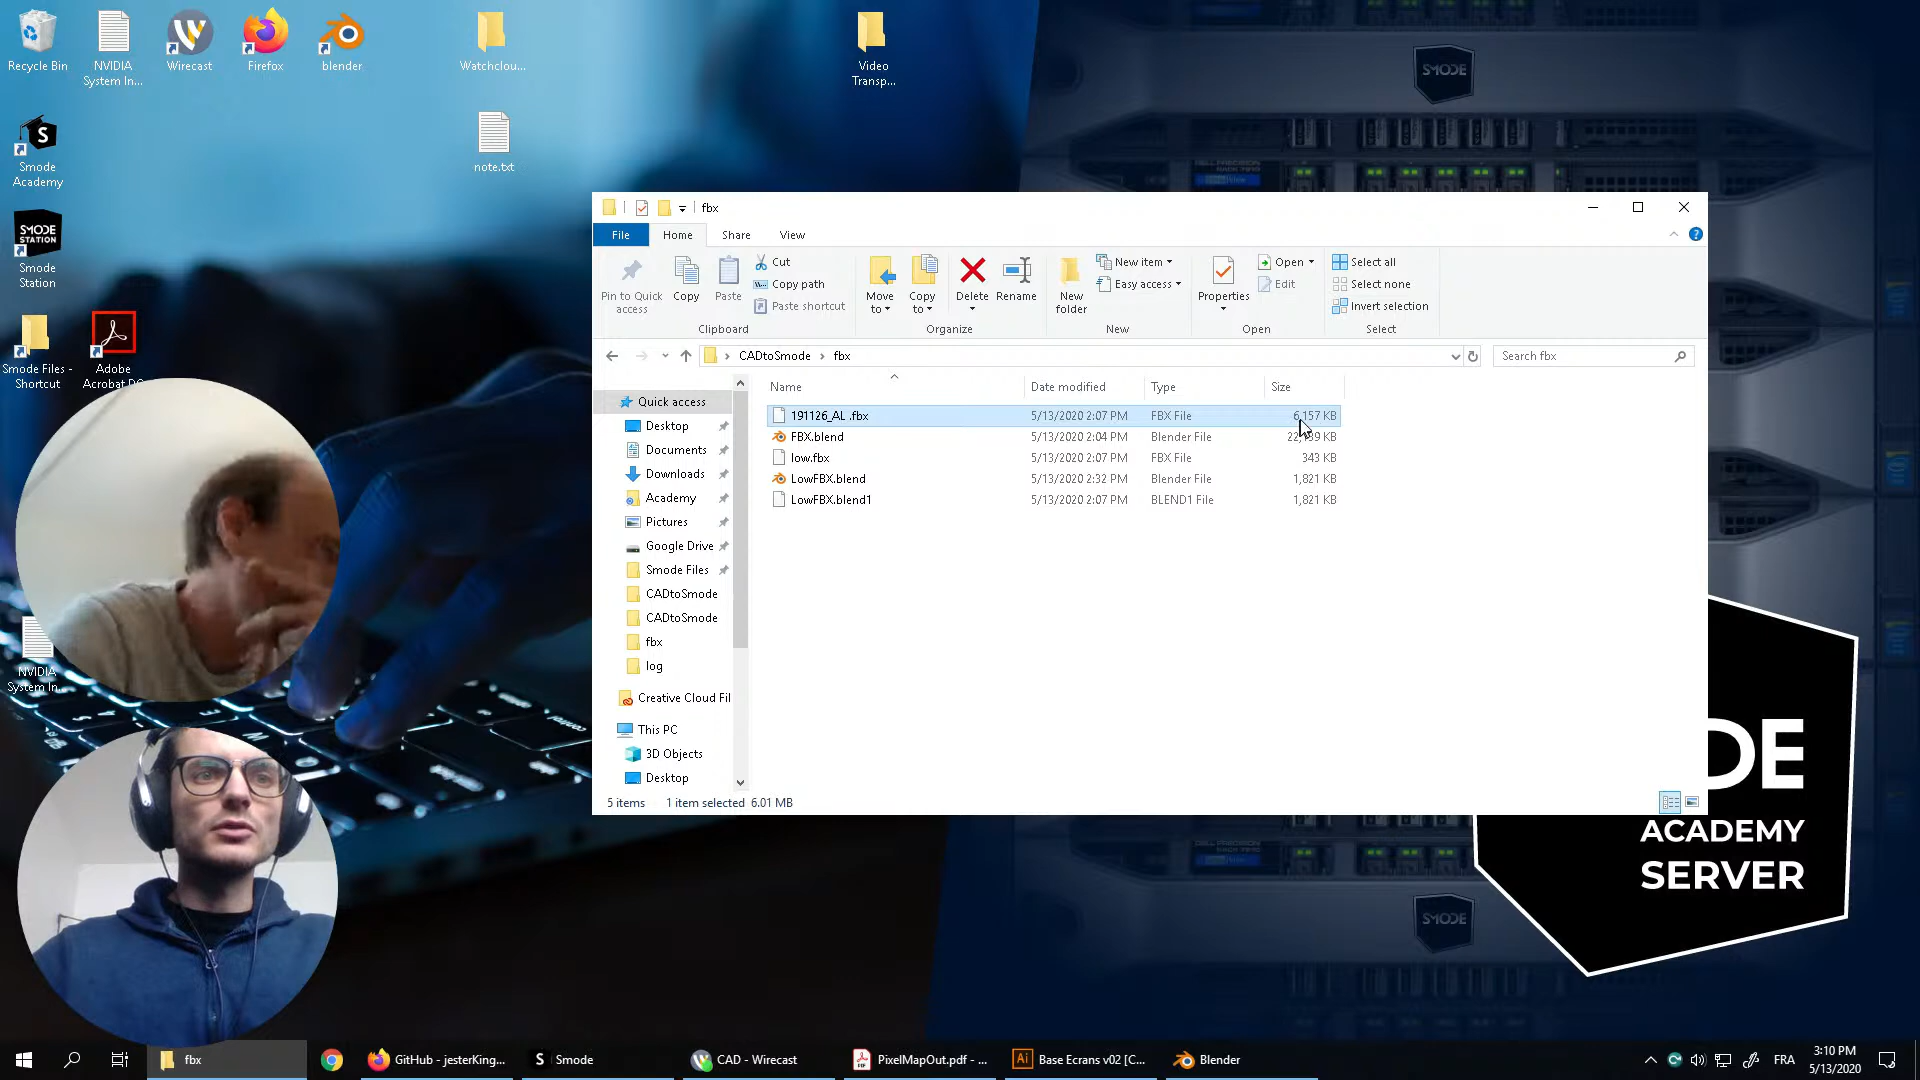 Recycle Bin
NVIDIA
System In...
Wirecast
Firefox
blender
Watchclou...
Video
Transp...
note.txt
Smode
Academy
SMODE
STATION
Smode
Station
Smode Files -
Shortcut
Adobe
Acrobat DC
NVIDIA
System In...
SMODE
DELL PRECISION
RACK 7910
fbx
File
Home
Share
View
Pin to Quick
access
Copy
Paste
Cut
Copy path
Paste shortcut
Clipboard
Move
to
Copy
to
Delete
Rename
Organize
New
folder
New item
Easy access
New
Properties
Open
Edit
Open
Select all
Select none
Invert selection
Select
CADtoSmode
fbx
Search fbx
Name
Date modified
Type
Size
191126_AL .fbx 5/13/2020 2:07 PM FBX File 6,157 KB
FBX.blend 5/13/2020 2:04 PM Blender File KB
low.fbx 5/13/2020 2:07 PM FBX File 343 KB
LowFBX.blend 5/13/2020 2:32 PM Blender File 1,821 KB
LowFBX.blend1 5/13/2020 2:07 PM BLEND1 File 1,821 KB
Quick access
Desktop
Documents
Downloads
Academy
Pictures
Google Drive
Smode Files
CADtoSmode
CADtoSmode
fbx
log
Creative Cloud Fil
This PC
3D Objects
Desktop
5 items 1 item selected 6.01 MB
DE
ACADEMY
SERVER
SMODE
fbx
GitHub - jesterKing...
Smode
CAD - Wirecast
PixelMapOut.pdf - ...
Base Ecrans v02 [C...
Blender
FRA
3:10 PM
5/13/2020